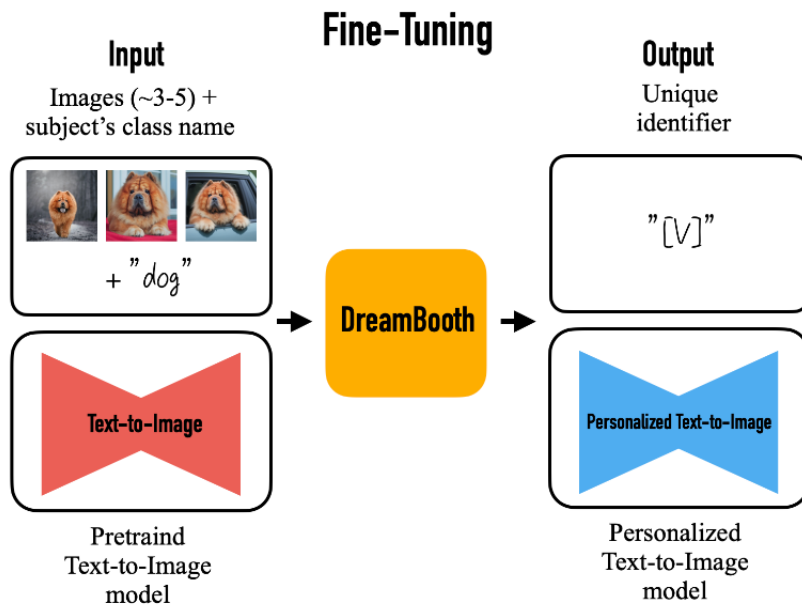 Fine-Tuning
Input
Images (~3-5) +
subject's class name
+ "dog"
Text-to-Image
Pretraind
Text-to-Image
model
DreamBooth
Output
Unique
identifier
"[V]"
Personalized Text-to-Image
Personalized
Text-to-Image
model